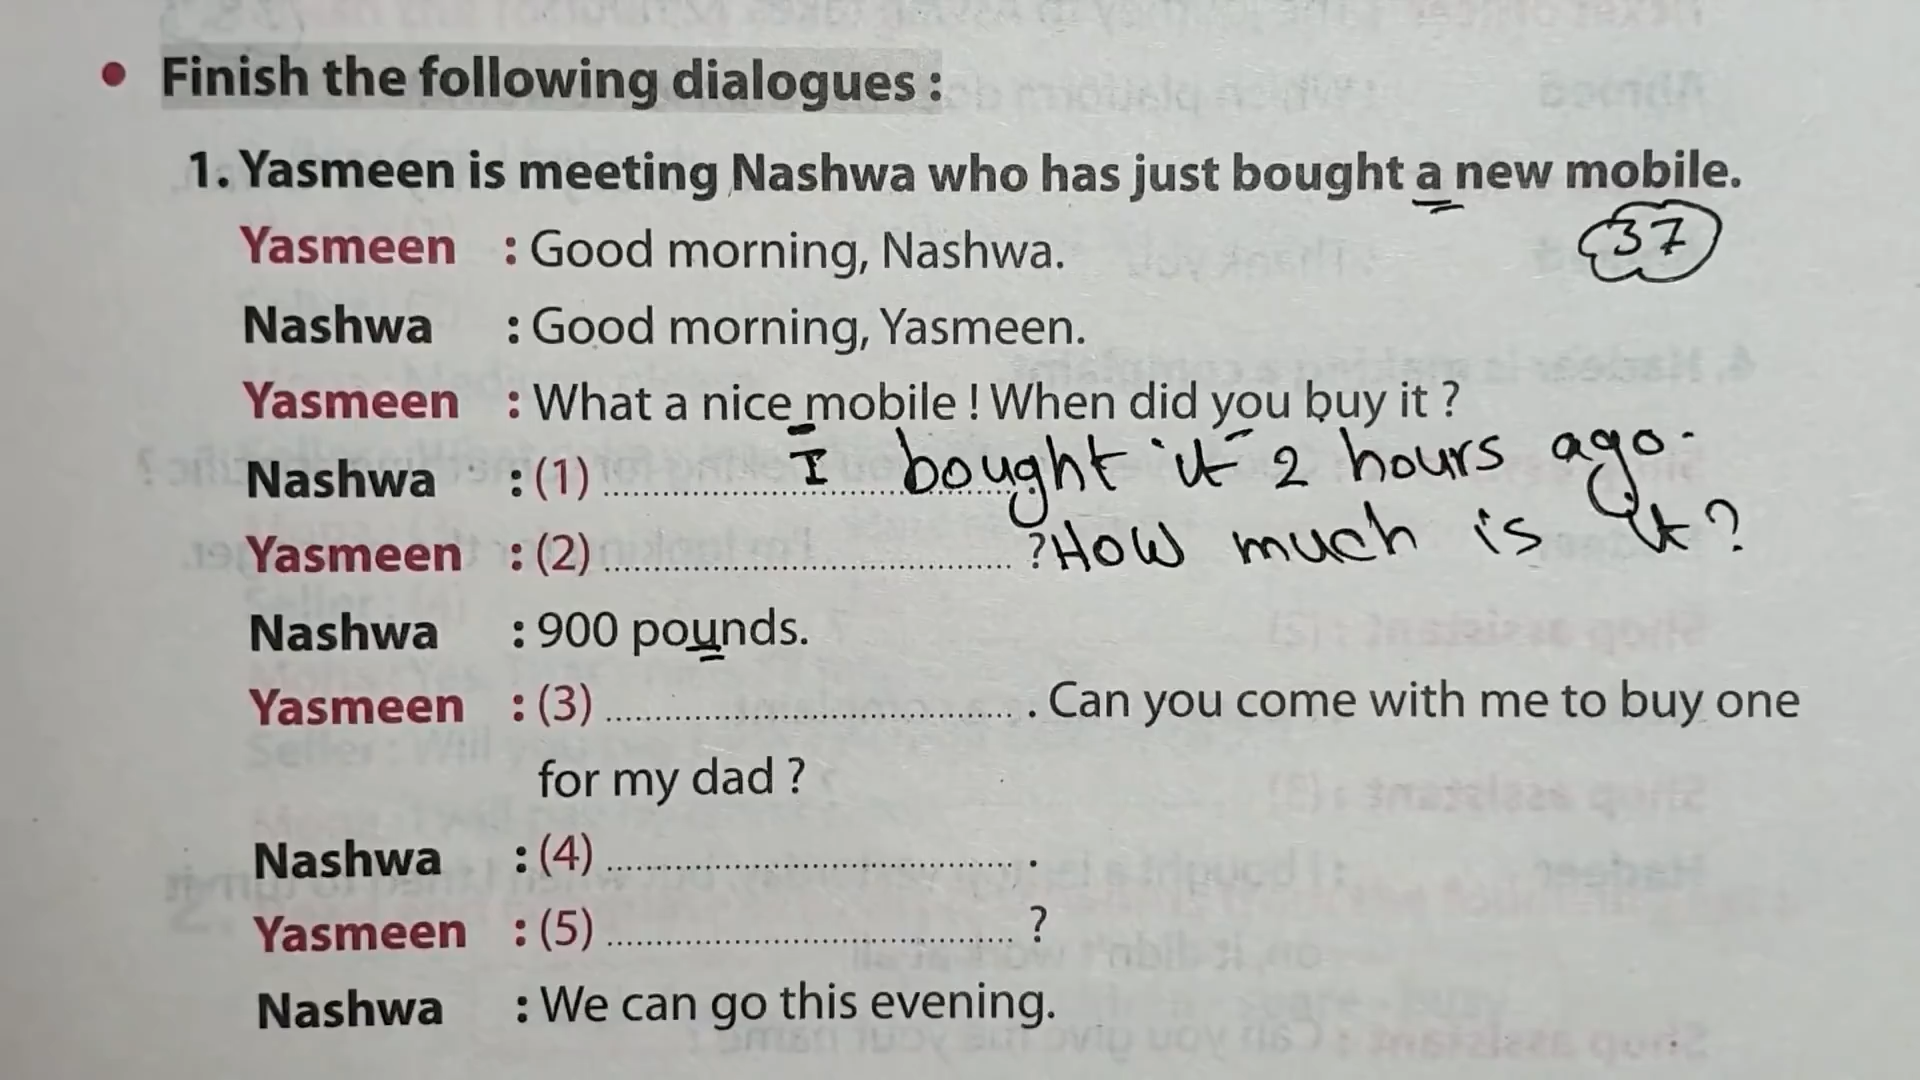 • Finish the following dialogues :
1. Yasmeen is meeting Nashwa who has just bought a new mobile.
37
Yasmeen : Good morning, Nashwa.
Nashwa : Good morning, Yasmeen.
Yasmeen : What a nice mobile ! When did you buy it ?
Nashwa : (1) .................... I bought it 2 hours ago.
Yasmeen : (2) .................... ? How much is it ?
Nashwa : 900 pounds.
Yasmeen : (3) .................... . Can you come with me to buy one
for my dad ?
Nashwa : (4) .................... .
Yasmeen : (5) .................... ?
Nashwa : We can go this evening.